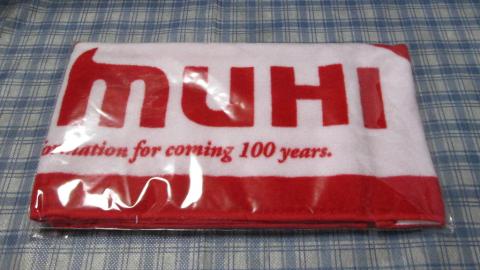 MUHI
for coming 100 years.